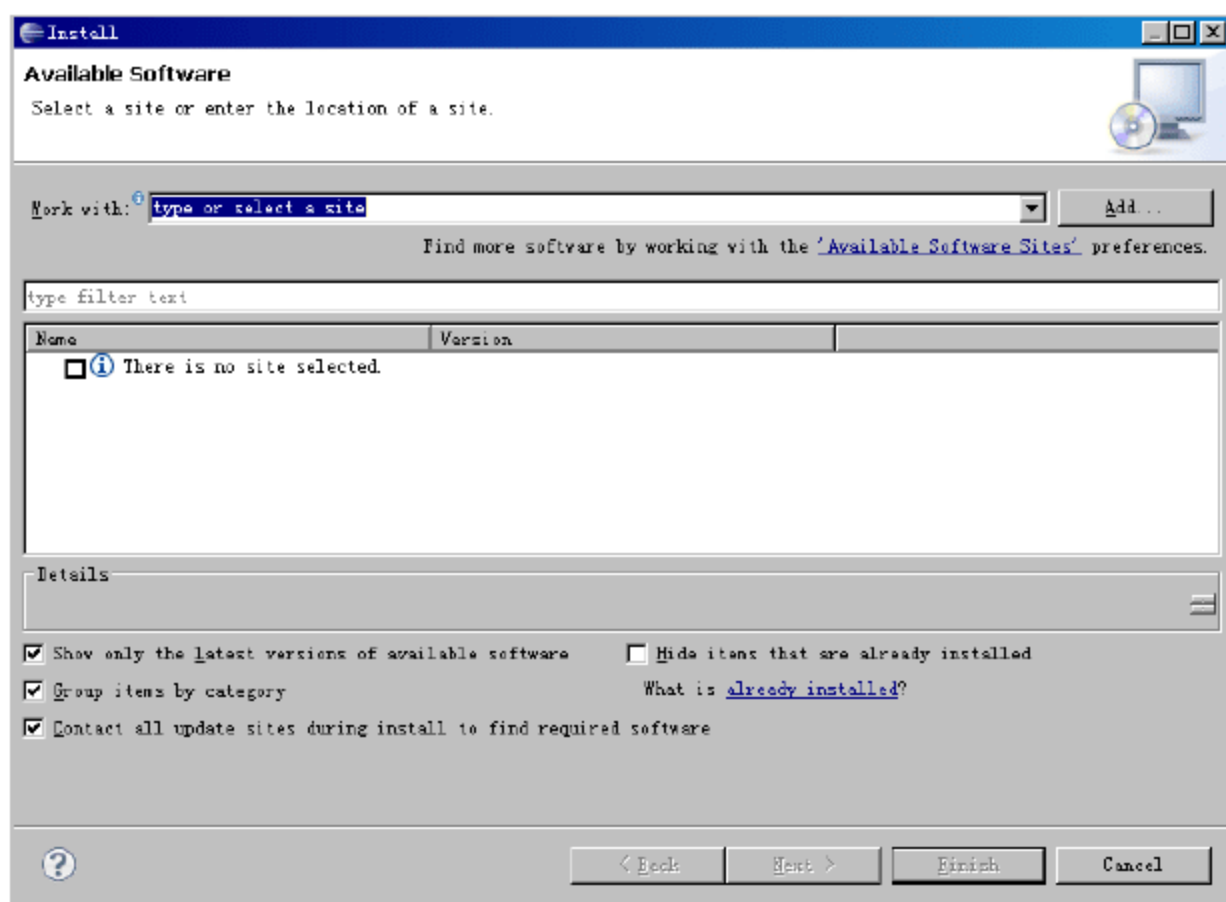 Install
Available Software
Select a site or enter the location of a site.
Work with: type or select a site Add...
Find more software by working with the 'Available Software Sites' preferences.
type filter text
Name Version
There is no site selected.
Details
Show only the latest versions of available software Hide items that are already installed
Group items by category What is already installed?
Contact all update sites during install to find required software
? < Back Next > Finish Cancel